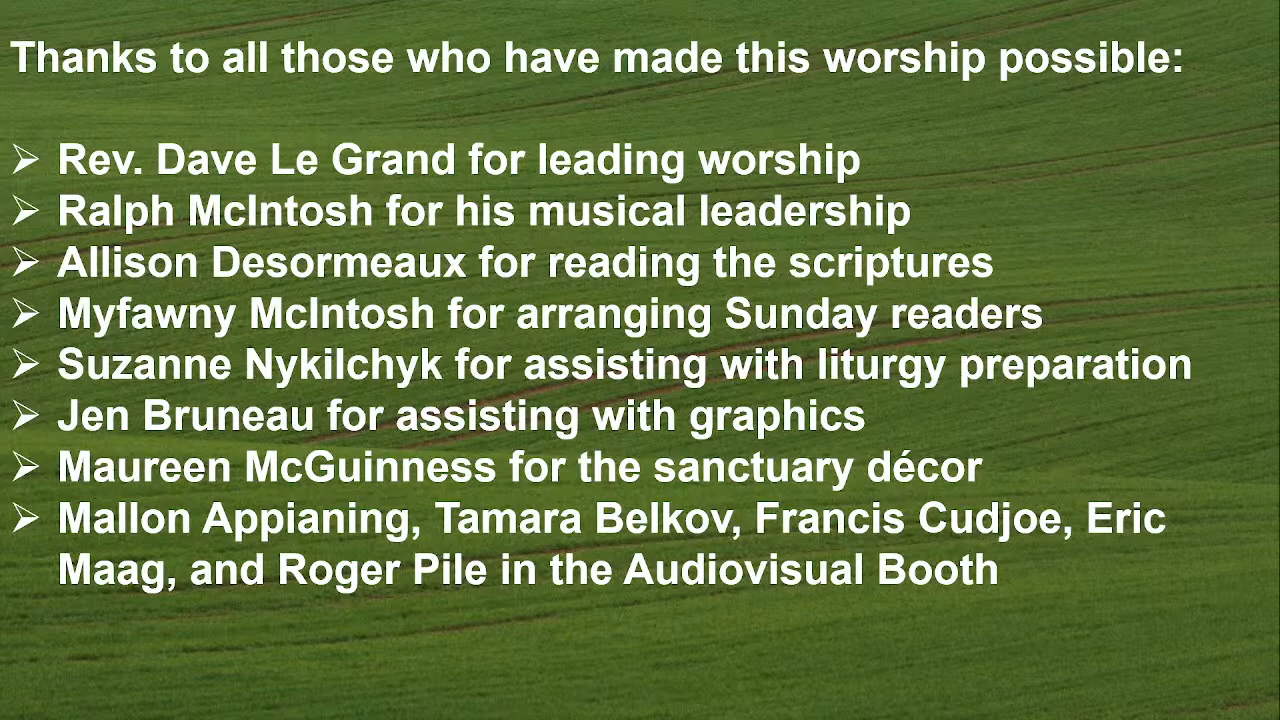 Thanks to all those who have made this worship possible:
➢ Rev. Dave Le Grand for leading worship
➢ Ralph McIntosh for his musical leadership
➢ Allison Desormeaux for reading the scriptures
➢ Myfawny McIntosh for arranging Sunday readers
➢ Suzanne Nykilchyk for assisting with liturgy preparation
➢ Jen Bruneau for assisting with graphics
➢ Maureen McGuinness for the sanctuary décor
➢ Mallon Appianing, Tamara Belkov, Francis Cudjoe, Eric
Maag, and Roger Pile in the Audiovisual Booth